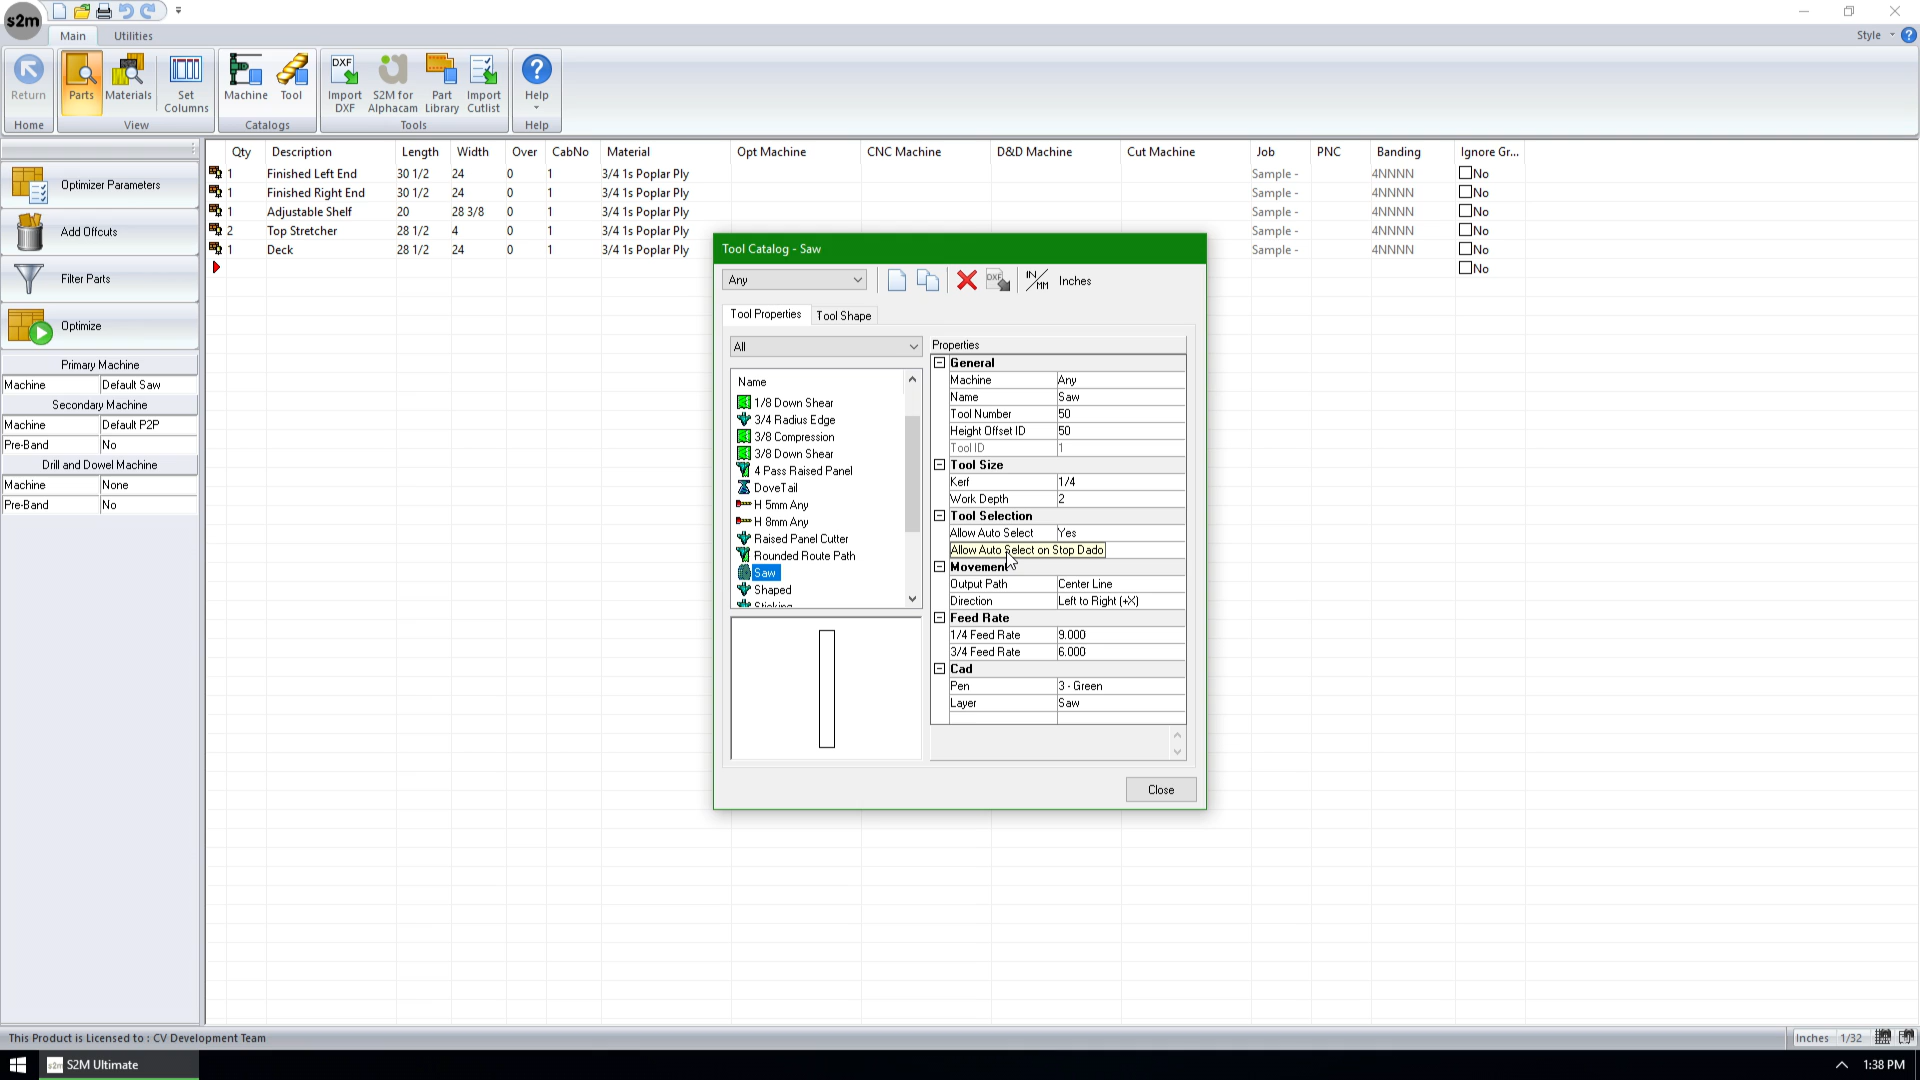 s2m
Main Utilities Style
Return Parts Materials Set Columns Machine Tool DXF Import DXF S2M for Alphacam Part Library Import Cutlist Help
Home View Catalogs Tools Help
Optimizer Parameters
Add Offcuts
Filter Parts
Optimize
Primary Machine
Machine Default Saw
Secondary Machine
Machine Default P2P
Pre-Band No
Drill and Dowel Machine
Machine None
Pre-Band No
Qty Description Length Width Over CabNo Material Opt Machine CNC Machine D&D Machine Cut Machine Job PNC Banding Ignore Gr...
1 Finished Left End 30 1/2 24 0 1 3/4 1s Poplar Ply Sample - 4NNNN No
1 Finished Right End 30 1/2 24 0 1 3/4 1s Poplar Ply Sample - 4NNNN No
1 Adjustable Shelf 20 28 3/8 0 1 3/4 1s Poplar Ply Sample - 4NNNN No
2 Top Stretcher 28 1/2 4 0 1 3/4 1s Poplar Ply Sample - 4NNNN No
1 Deck 28 1/2 24 0 1 3/4 1s Poplar Ply Sample - 4NNNN No
No
Tool Catalog - Saw
Any DXF IN/MM Inches
Tool Properties Tool Shape
All
Name
1/8 Down Shear
3/4 Radius Edge
3/8 Compression
3/8 Down Shear
4 Pass Raised Panel
DoveTail
H 5mm Any
H 8mm Any
Raised Panel Cutter
Rounded Route Path
Saw
Shaped
Sticking
Properties
General
Machine Any
Name Saw
Tool Number 50
Height Offset ID 50
Tool ID 1
Tool Size
Kerf 1/4
Work Depth 2
Tool Selection
Allow Auto Select Yes
Allow Auto Select on Stop Dado
Movement
Output Path Center Line
Direction Left to Right (+X)
Feed Rate
1/4 Feed Rate 9.000
3/4 Feed Rate 6.000
Cad
Pen 3 - Green
Layer Saw
Close
This Product is Licensed to : CV Development Team Inches 1/32
s2m S2M Ultimate 1:38 PM